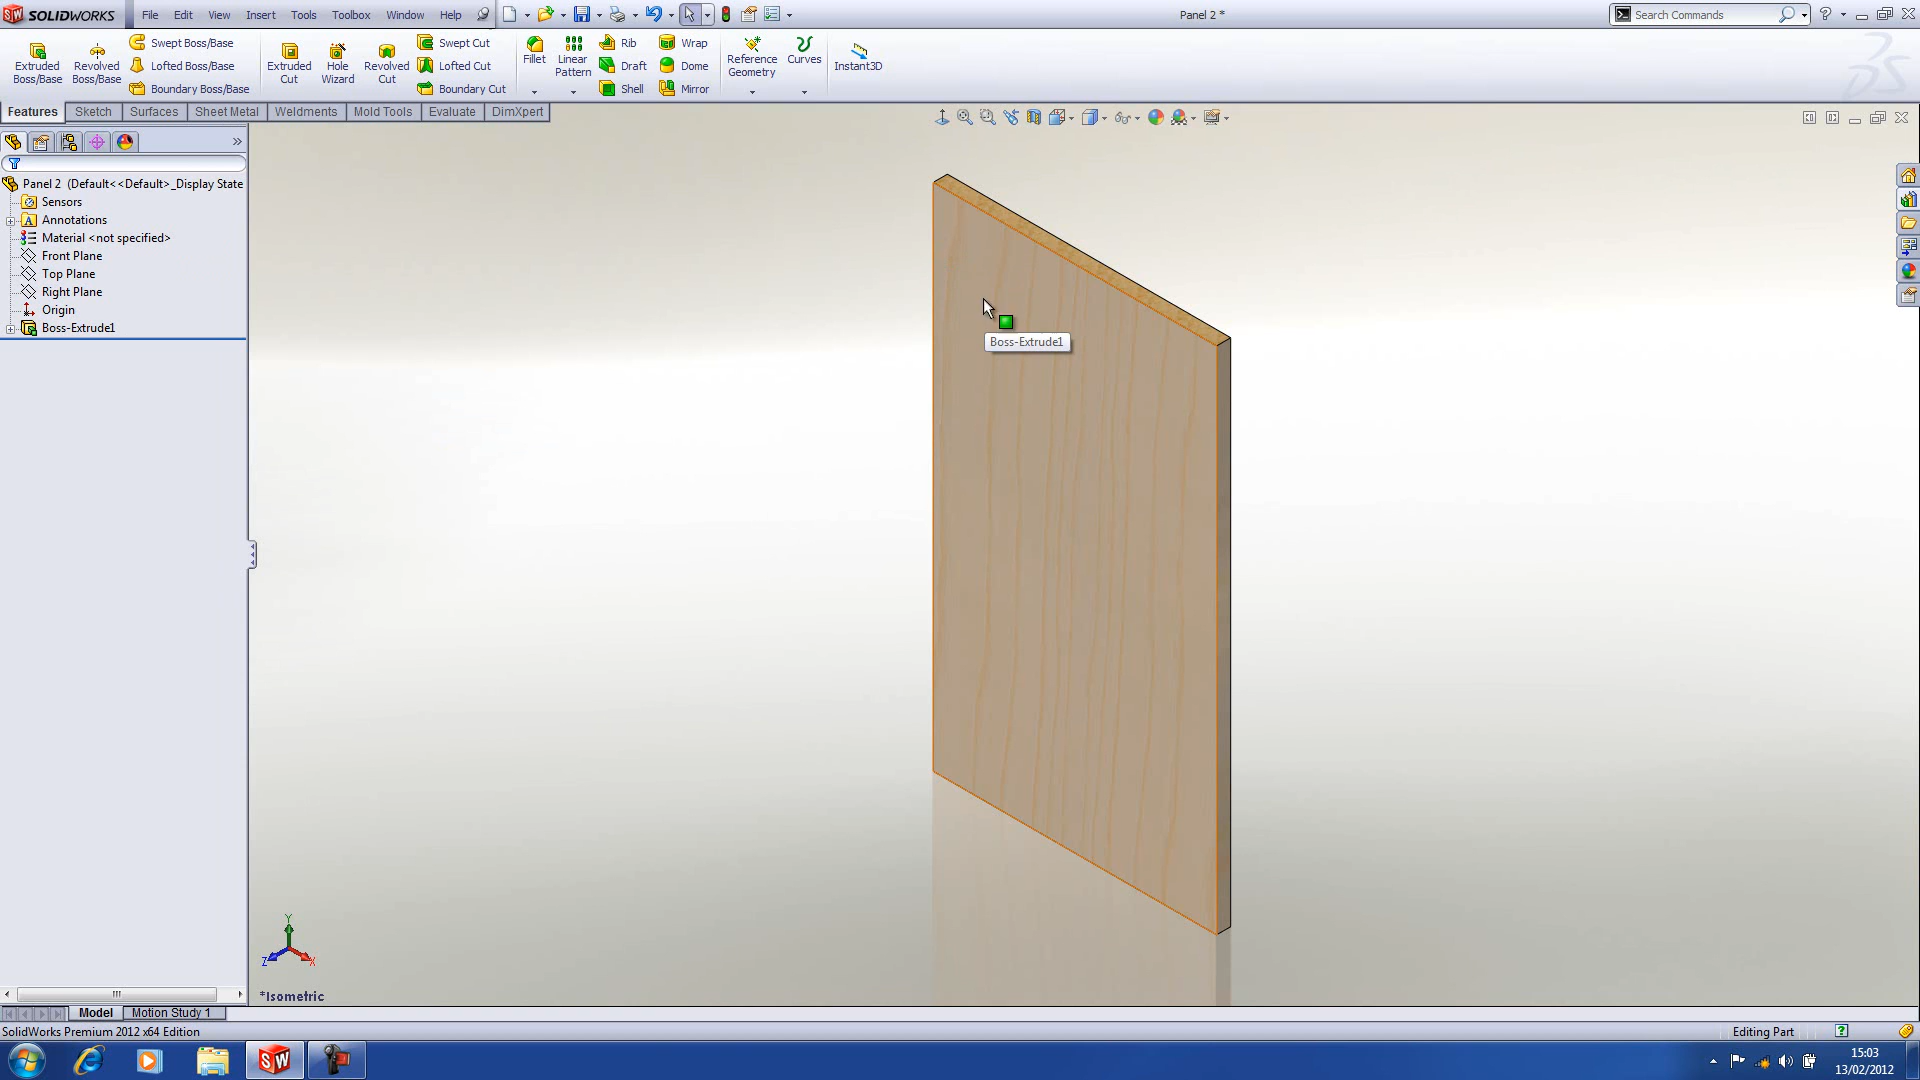 SOLIDWORKS File Edit View Insert Tools Toolbox Window Help Panel 2 * Search Commands
Extruded Boss/Base
Revolved Boss/Base
Swept Boss/Base
Lofted Boss/Base
Boundary Boss/Base
Extruded Cut
Hole Wizard
Revolved Cut
Swept Cut
Lofted Cut
Boundary Cut
Fillet
Linear Pattern
Rib
Draft
Shell
Wrap
Dome
Mirror
Reference Geometry
Curves
Instant3D
Features Sketch Surfaces Sheet Metal Weldments Mold Tools Evaluate DimXpert
Panel 2 (Default<<Default>_Display State
Sensors
Annotations
Material <not specified>
Front Plane
Top Plane
Right Plane
Origin
Boss-Extrude1
Boss-Extrude1
Y
Z X
*Isometric
Model Motion Study 1
SolidWorks Premium 2012 x64 Edition Editing Part
15:03
13/02/2012